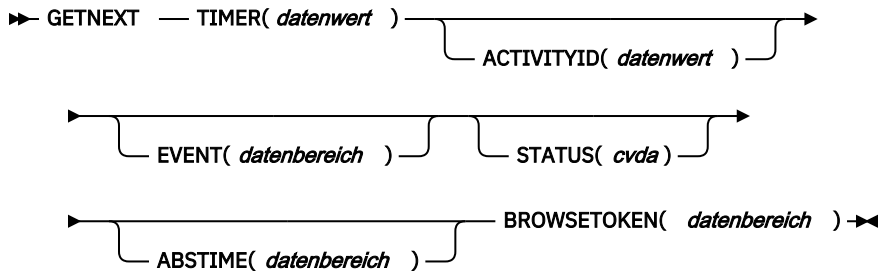 GETNEXT TIMER( datenwert )
ACTIVITYID( datenwert )
EVENT( datenbereich )
STATUS( cvda )
BROWSETOKEN( datenbereich )
ABSTIME( datenbereich )